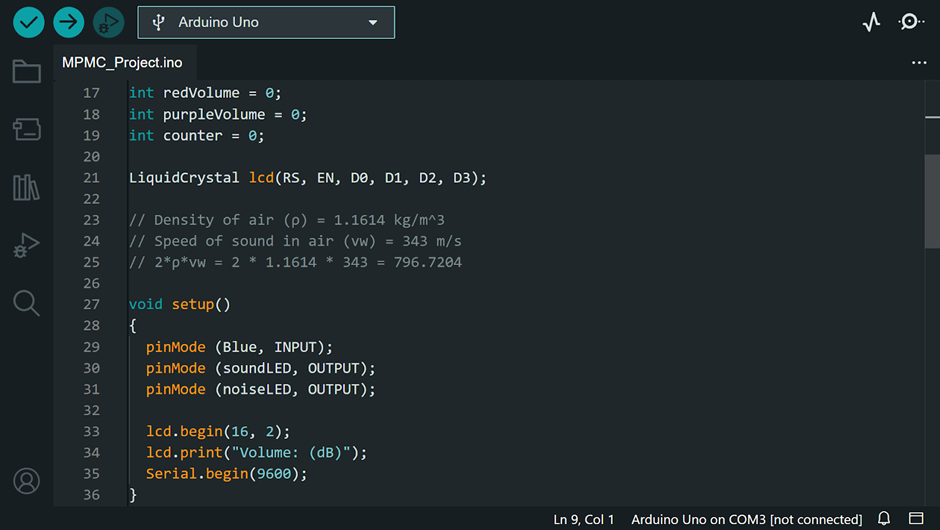 Arduino Uno
MPMC_Project.ino
17 int redVolume = 0;
18 int purpleVolume = 0;
19 int counter = 0;
20
21 LiquidCrystal lcd(RS, EN, D0, D1, D2, D3);
22
23 // Density of air (ρ) = 1.1614 kg/m^3
24 // Speed of sound in air (vw) = 343 m/s
25 // 2*ρ*vw = 2 * 1.1614 * 343 = 796.7204
26
27 void setup()
28 {
29 pinMode (Blue, INPUT);
30 pinMode (soundLED, OUTPUT);
31 pinMode (noiseLED, OUTPUT);
32
33 lcd.begin(16, 2);
34 lcd.print("Volume: (dB)");
35 Serial.begin(9600);
36 }
Ln 9, Col 1 Arduino Uno on COM3 [not connected]